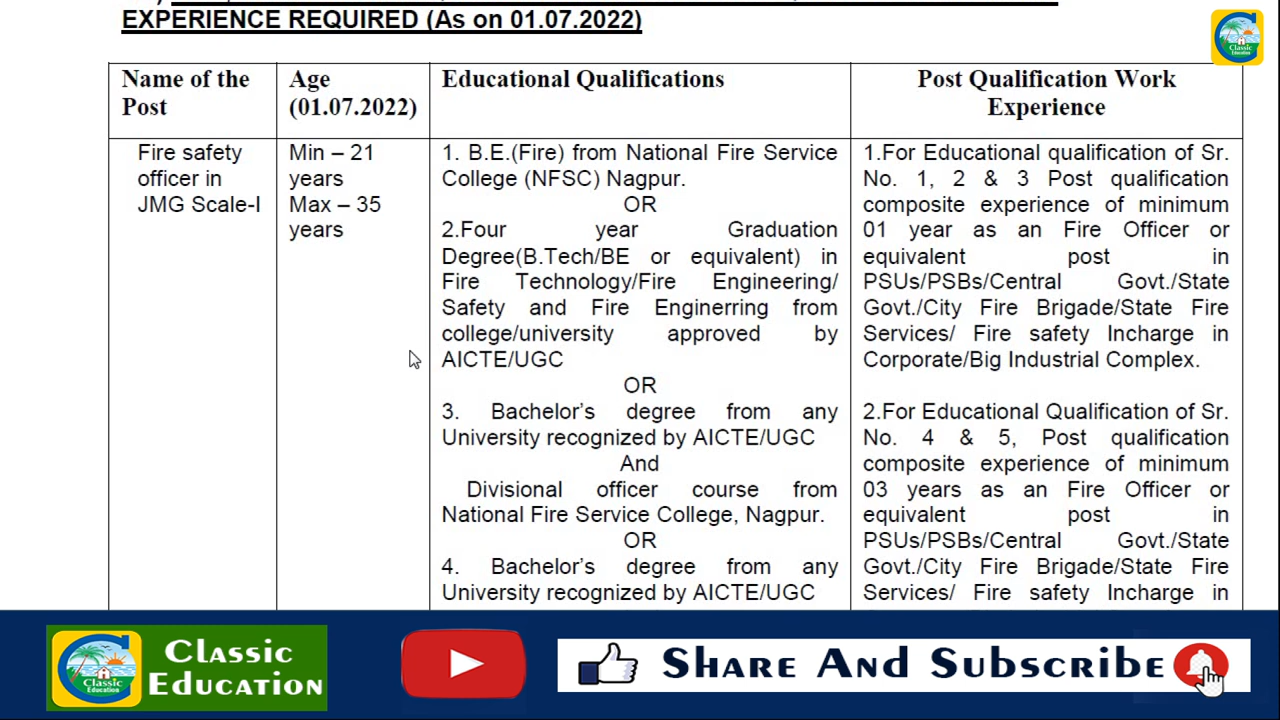 EXPERIENCE REQUIRED (As on 01.07.2022)
Classic
Education
Name of the Post
Age (01.07.2022)
Educational Qualifications
Post Qualification Work Experience
Fire safety
officer in
JMG Scale-I
Min – 21
years
Max – 35
years
1. B.E.(Fire) from National Fire Service
College (NFSC) Nagpur.
OR
2.Four year Graduation
Degree(B.Tech/BE or equivalent) in
Fire Technology/Fire Engineering/
Safety and Fire Enginerring from
college/university approved by
AICTE/UGC
OR
3. Bachelor's degree from any
University recognized by AICTE/UGC
And
Divisional officer course from
National Fire Service College, Nagpur.
OR
4. Bachelor's degree from any
University recognized by AICTE/UGC
1.For Educational qualification of Sr.
No. 1, 2 & 3 Post qualification
composite experience of minimum
01 year as an Fire Officer or
equivalent post in
PSUs/PSBs/Central Govt./State
Govt./City Fire Brigade/State Fire
Services/ Fire safety Incharge in
Corporate/Big Industrial Complex.
2.For Educational Qualification of Sr.
No. 4 & 5, Post qualification
composite experience of minimum
03 years as an Fire Officer or
equivalent post in
PSUs/PSBs/Central Govt./State
Govt./City Fire Brigade/State Fire
Services/ Fire safety Incharge in
Classic
Education
Classic
Education
Share And Subscribe